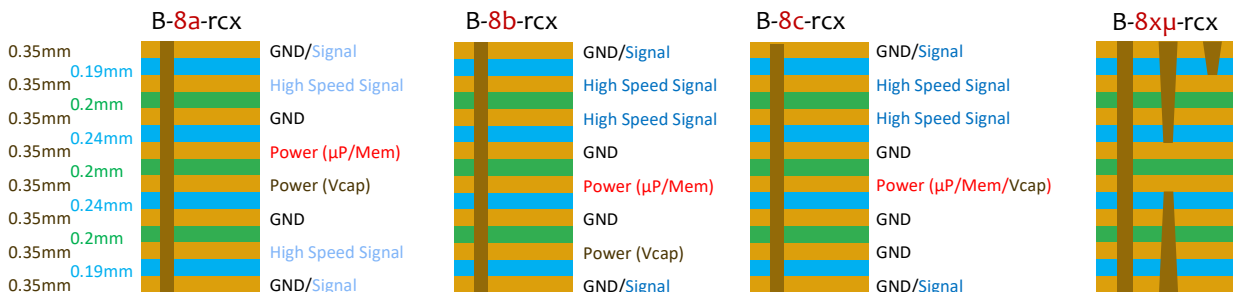 B-8a-rcx
B-8b-rcx
B-8c-rcx
B-8xµ-rcx
0.35mm
0.19mm
0.35mm
0.2mm
0.35mm
0.24mm
0.35mm
0.2mm
0.35mm
0.24mm
0.35mm
0.2mm
0.35mm
0.19mm
0.35mm
GND/Signal
High Speed Signal
GND
Power (µP/Mem)
Power (Vcap)
GND
High Speed Signal
GND/Signal
GND/Signal
High Speed Signal
High Speed Signal
GND
Power (µP/Mem)
GND
Power (Vcap)
GND/Signal
GND/Signal
High Speed Signal
High Speed Signal
GND
Power (µP/Mem/Vcap)
GND
GND
GND/Signal